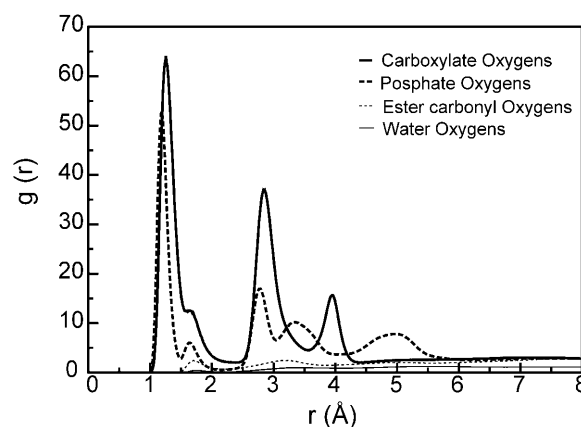 70
60
50
40
30
20
10
0
g (r)
Carboxylate Oxygens
Posphate Oxygens
Ester carbonyl Oxygens
Water Oxygens
0 1 2 3 4 5 6 7 8
r (Å)